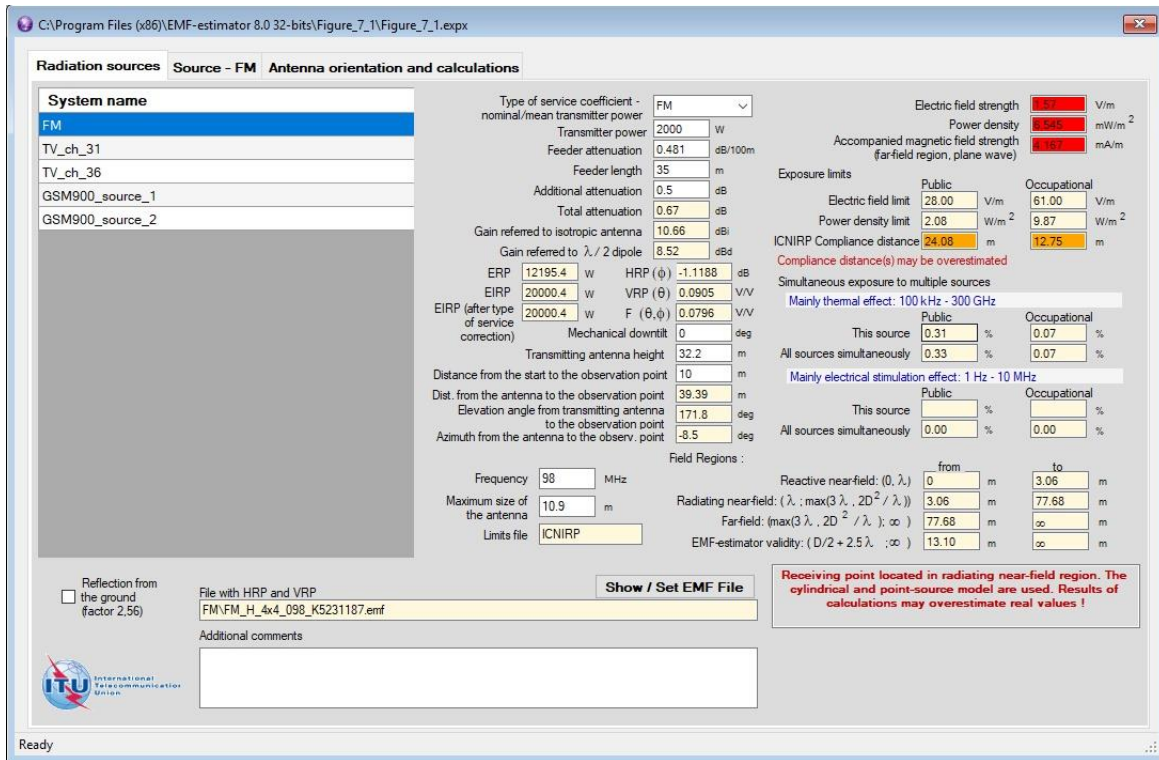 C:\Program Files (x86)\EMF-estimator 8.0 32-bits\Figure_7_1\Figure_7_1.expx
Radiation sources Source - FM Antenna orientation and calculations
System name
FM
TV_ch_31
TV_ch_36
GSM900_source_1
GSM900_source_2
Type of service coefficient -
nominal/mean transmitter power FM
Transmitter power 2000 W
Feeder attenuation 0.481 dB/100m
Feeder length 35 m
Additional attenuation 0.5 dB
Total attenuation 0.67 dB
Gain referred to isotropic antenna 10.66 dBi
Gain referred to λ / 2 dipole 8.52 dBd
ERP 12195.4 W HRP (ϕ) -1.1188 dB
EIRP 20000.4 W VRP (θ) 0.0905 V/V
EIRP (after type
of service
correction) 20000.4 W F (θ,ϕ) 0.0796 V/V
Mechanical downtilt 0 deg
Transmitting antenna height 32.2 m
Distance from the start to the observation point 10 m
Dist. from the antenna to the observation point 39.39 m
Elevation angle from transmitting antenna
to the observation point 171.8 deg
Azimuth from the antenna to the observ. point -8.5 deg
Frequency 98 MHz
Maximum size of
the antenna 10.9 m
Limits file ICNIRP
Electric field strength 1.57 V/m
Power density 6.545 mW/m 2
Accompanied magnetic field strength
(far-field region, plane wave) 4.167 mA/m
Exposure limits
Public Occupational
Electric field limit 28.00 V/m 61.00 V/m
Power density limit 2.08 W/m 2 9.87 W/m 2
ICNIRP Compliance distance 24.08 m 12.75 m
Compliance distance(s) may be overestimated
Simultaneous exposure to multiple sources
Mainly thermal effect: 100 kHz - 300 GHz
Public Occupational
This source 0.31 % 0.07 %
All sources simultaneously 0.33 % 0.07 %
Mainly electrical stimulation effect: 1 Hz - 10 MHz
Public Occupational
This source % %
All sources simultaneously 0.00 % 0.00 %
Field Regions :
from to
Reactive near-field: (0, λ) 0 m 3.06 m
Radiating near-field: ( λ ; max(3 λ , 2D 2 / λ )) 3.06 m 77.68 m
Far-field: (max(3 λ , 2D 2 / λ ); ∞ ) 77.68 m ∞ m
EMF-estimator validity: ( D/2 + 2.5 λ ;∞ ) 13.10 m ∞ m
Reflection from
the ground
(factor 2,56)
File with HRP and VRP
Show / Set EMF File
FM\FM_H_4x4_098_K5231187.emf
Additional comments
Receiving point located in radiating near-field region. The
cylindrical and point-source model are used. Results of
calculations may overestimate real values !
ITU
International
Telecommunication
Union
Ready